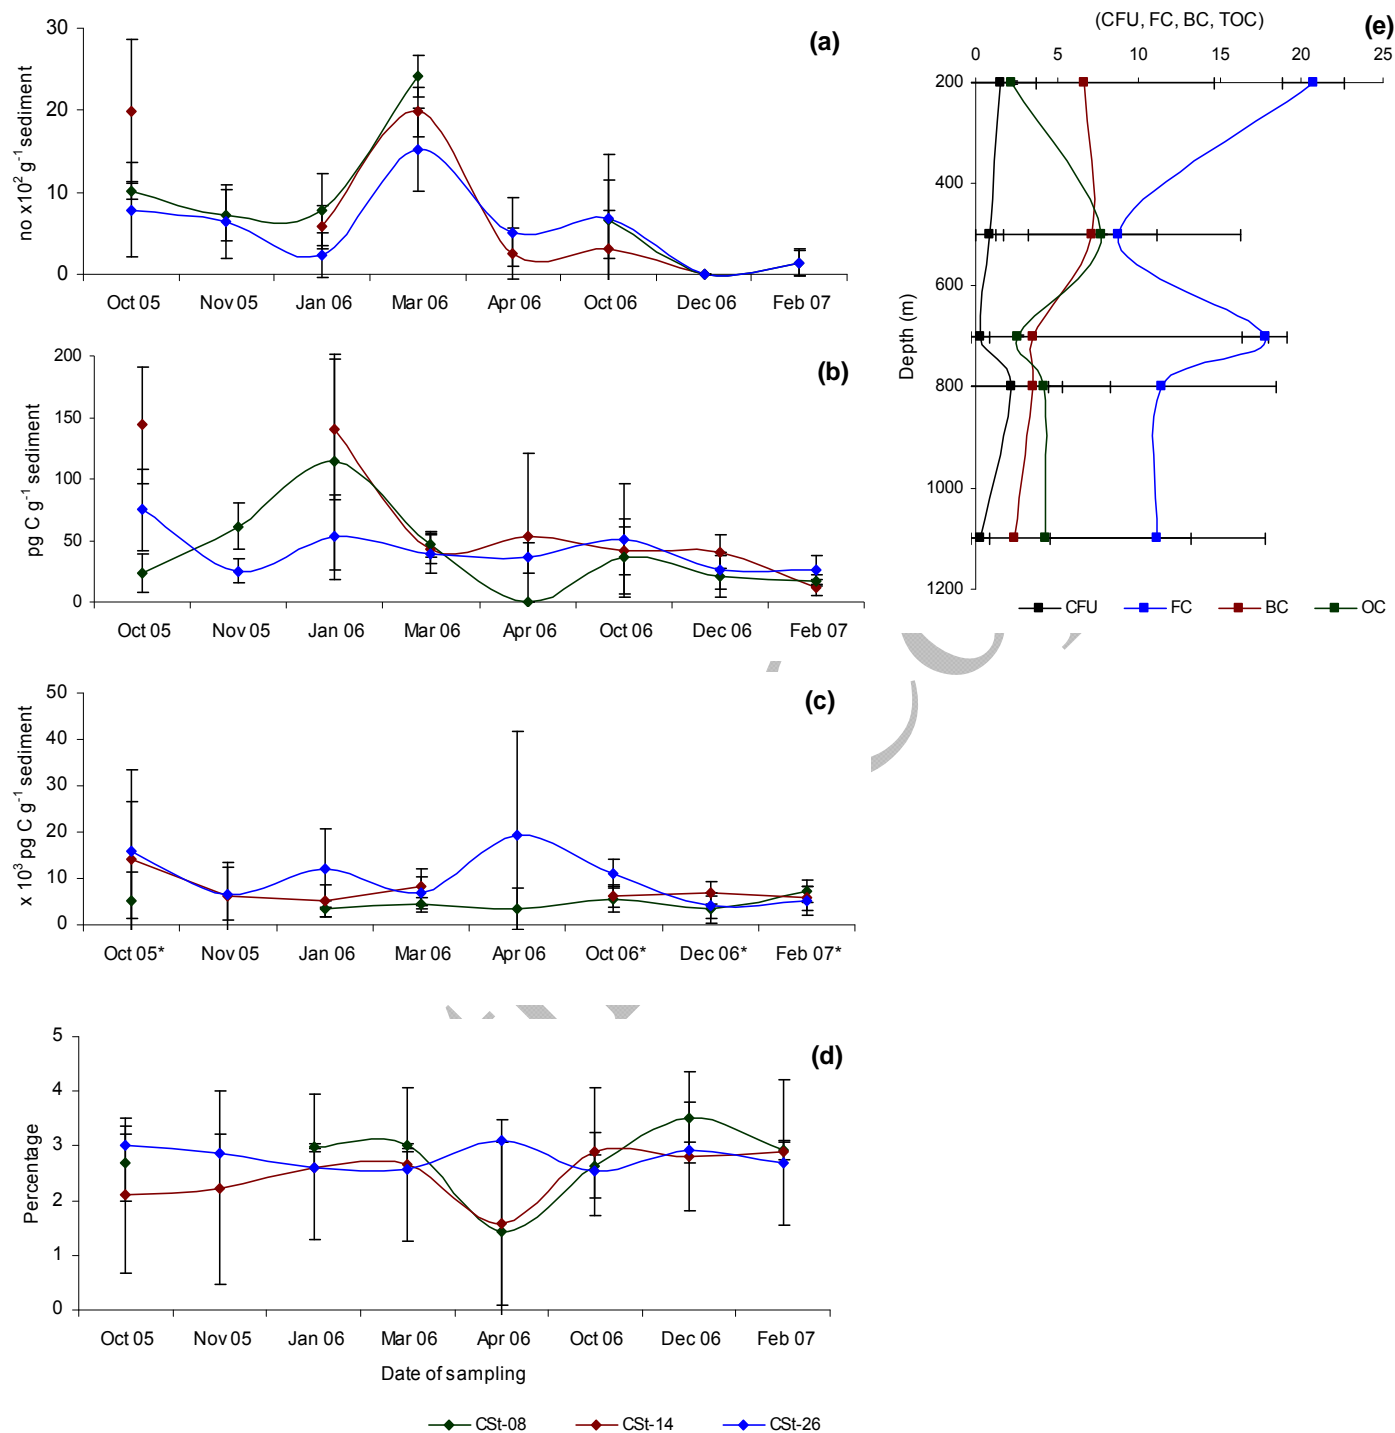 (a)
30
20
10
0
no x10² g⁻¹ sediment
Oct 05 Nov 05 Jan 06 Mar 06 Apr 06 Oct 06 Dec 06 Feb 07
(b)
200
150
100
50
0
pg C g⁻¹ sediment
Oct 05 Nov 05 Jan 06 Mar 06 Apr 06 Oct 06 Dec 06 Feb 07
(c)
50
40
30
20
10
0
x 10³ pg C g⁻¹ sediment
Oct 05* Nov 05 Jan 06 Mar 06 Apr 06 Oct 06* Dec 06* Feb 07*
(d)
5
4
3
2
1
0
Percentage
Oct 05 Nov 05 Jan 06 Mar 06 Apr 06 Oct 06 Dec 06 Feb 07
Date of sampling
CSt-08 CSt-14 CSt-26
(CFU, FC, BC, TOC)
(e)
0 5 10 15 20 25
200
400
600
800
1000
1200
Depth (m)
CFU FC BC OC